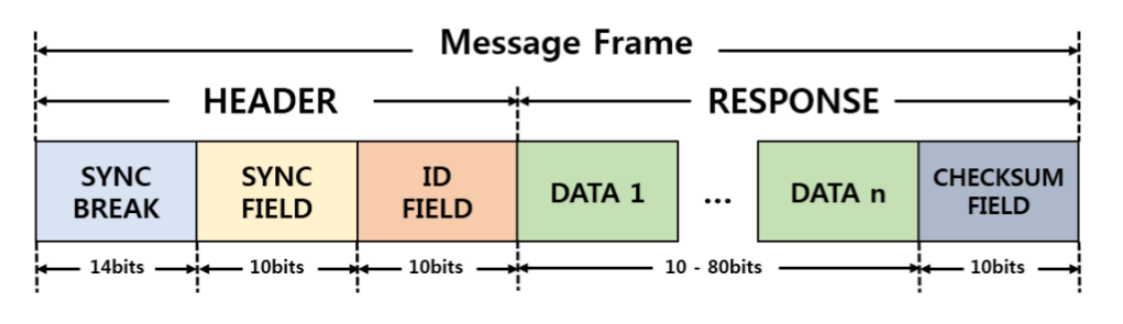 Message Frame
HEADER
RESPONSE
SYNC
BREAK
SYNC
FIELD
ID
FIELD
DATA 1
...
DATA n
CHECKSUM
FIELD
14bits
10bits
10bits
10 - 80bits
10bits